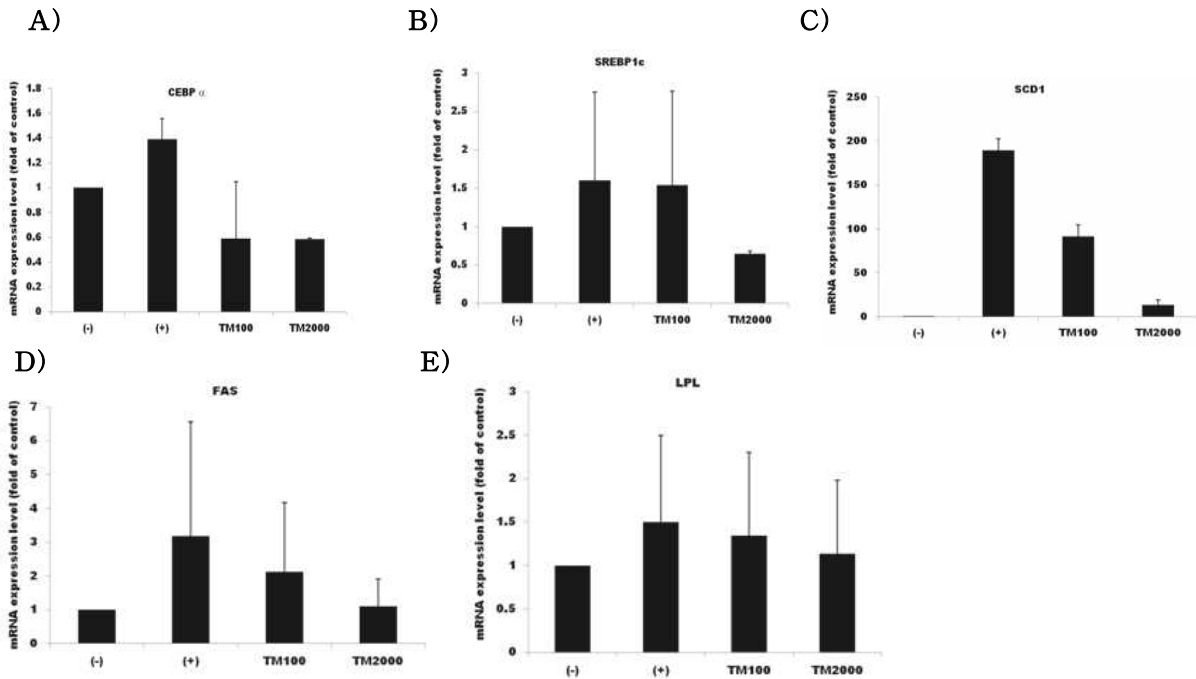 A)
CEBP α
mRNA expression level (fold of control)
1.8
1.6
1.4
1.2
1
0.8
0.6
0.4
0.2
0
(-) (+) TM100 TM2000
B)
SREBP1c
mRNA expression level (fold of control)
3
2.5
2
1.5
1
0.5
0
(-) (+) TM100 TM2000
C)
SCD1
mRNA expression level (fold of control)
250
200
150
100
50
0
(-) (+) TM100 TM2000
D)
FAS
mRNA expression level (fold of control)
7
6
5
4
3
2
1
0
(-) (+) TM100 TM2000
E)
LPL
mRNA expression level (fold of control)
3
2.5
2
1.5
1
0.5
0
(-) (+) TM100 TM2000